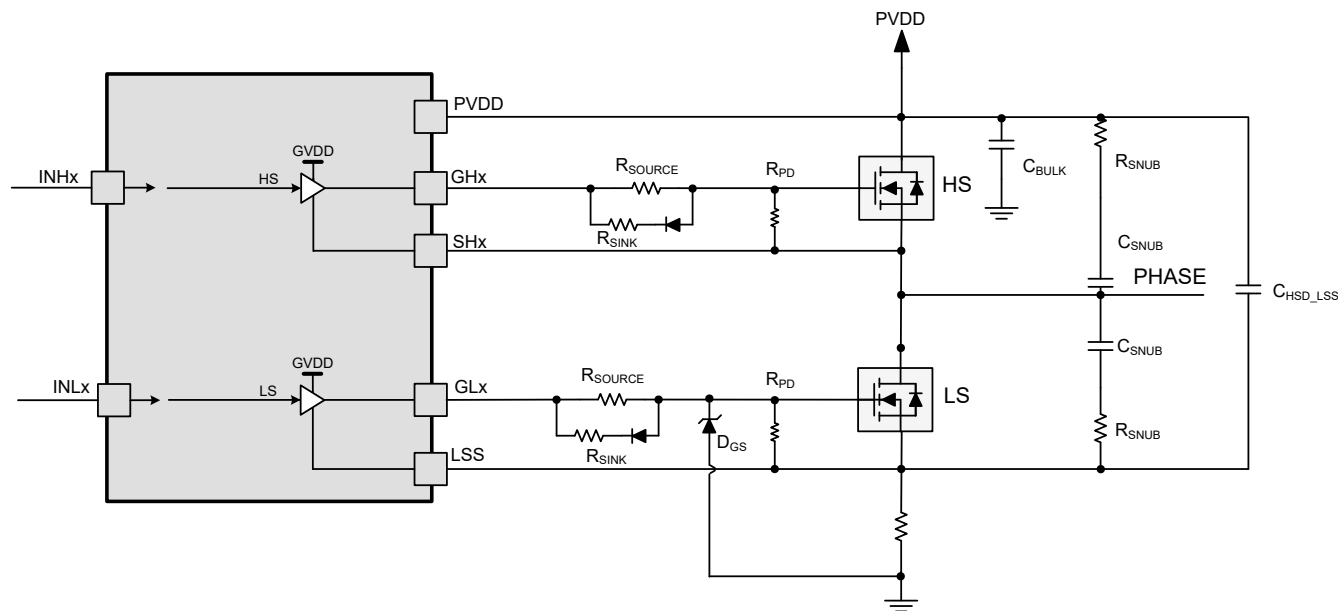 PVDD
PVDD
GVDD
INHx
HS
GHx
R_SOURCE
R_PD
HS
C_BULK
R_SNUB
R_SINK
SHx
C_SNUB
PHASE
C_HSD_LSS
C_SNUB
GVDD
INLx
LS
GLx
R_SOURCE
R_PD
LS
R_SNUB
R_SINK
D_GS
LSS